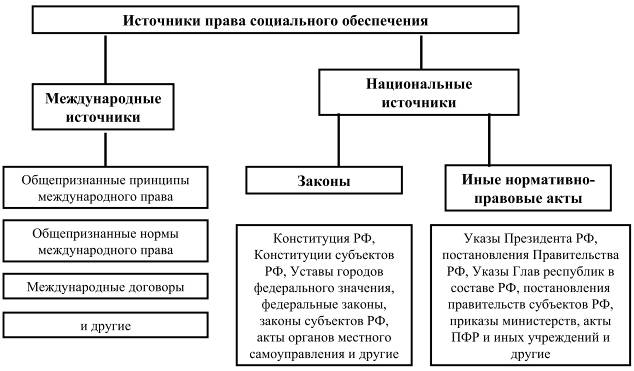 Источники права социального обеспечения
Международные
источники
Национальные
источники
Общепризнанные принципы
международного права
Общепризнанные нормы
международного права
Международные договоры
и другие
Законы
Конституция РФ,
Конституции субъектов
РФ, Уставы городов
федерального значения,
федеральные законы,
законы субъектов РФ,
акты органов местного
самоуправления и другие
Иные нормативно-
правовые акты
Указы Президента РФ,
постановления Правительства
РФ, Указы Глав республик в
составе РФ, постановления
правительств субъектов РФ,
приказы министерств, акты
ПФР и иных учреждений и
другие